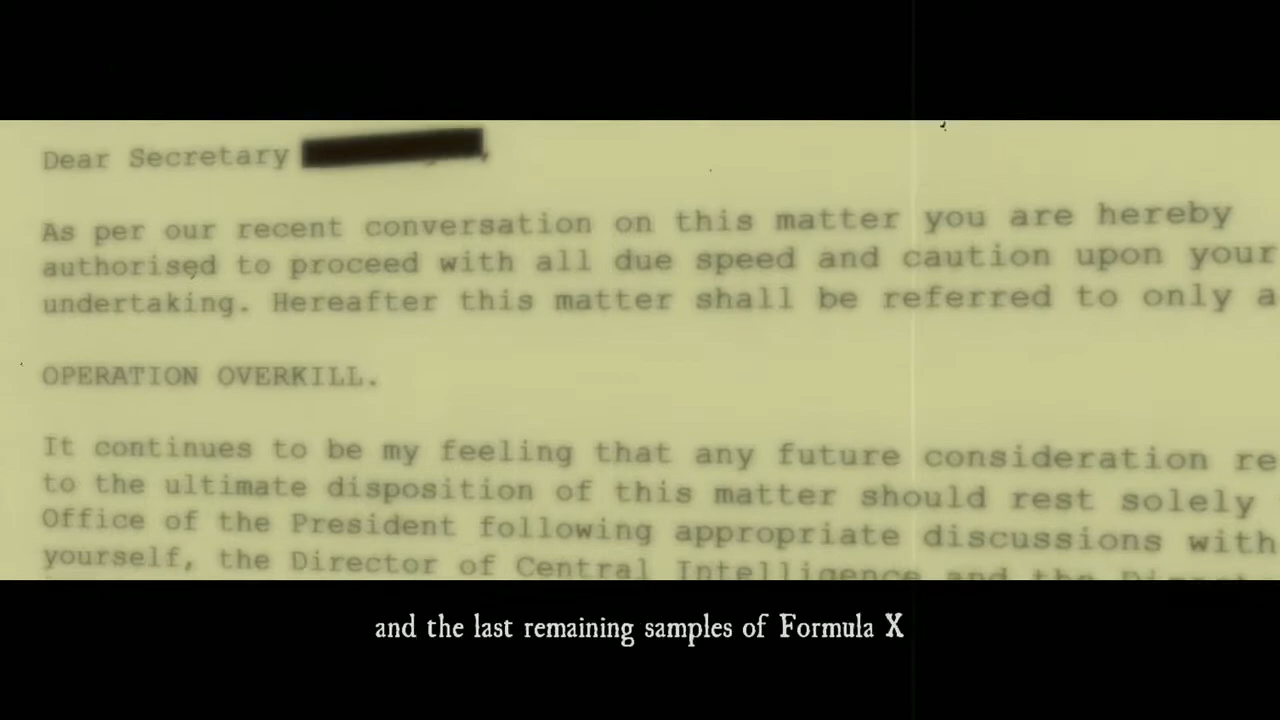 Dear Secretary
As per our recent conversation on this matter you are hereby
authorised to proceed with all due speed and caution upon your
undertaking. Hereafter this matter shall be referred to only a
OPERATION OVERKILL.
It continues to be my feeling that any future consideration re
to the ultimate disposition of this matter should rest solely
Office of the President following appropriate discussions with
yourself, the Director of Central Intelligence and the
and the last remaining samples of Formula X